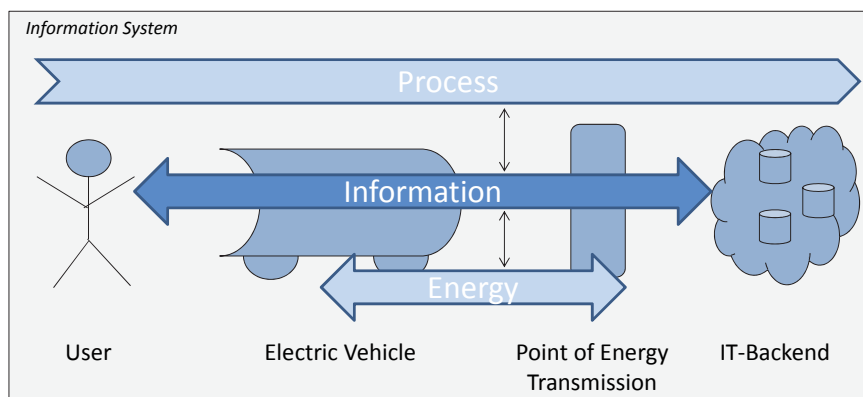 Information System
Process
Information
Energy
User
Electric Vehicle
Point of Energy
Transmission
IT-Backend